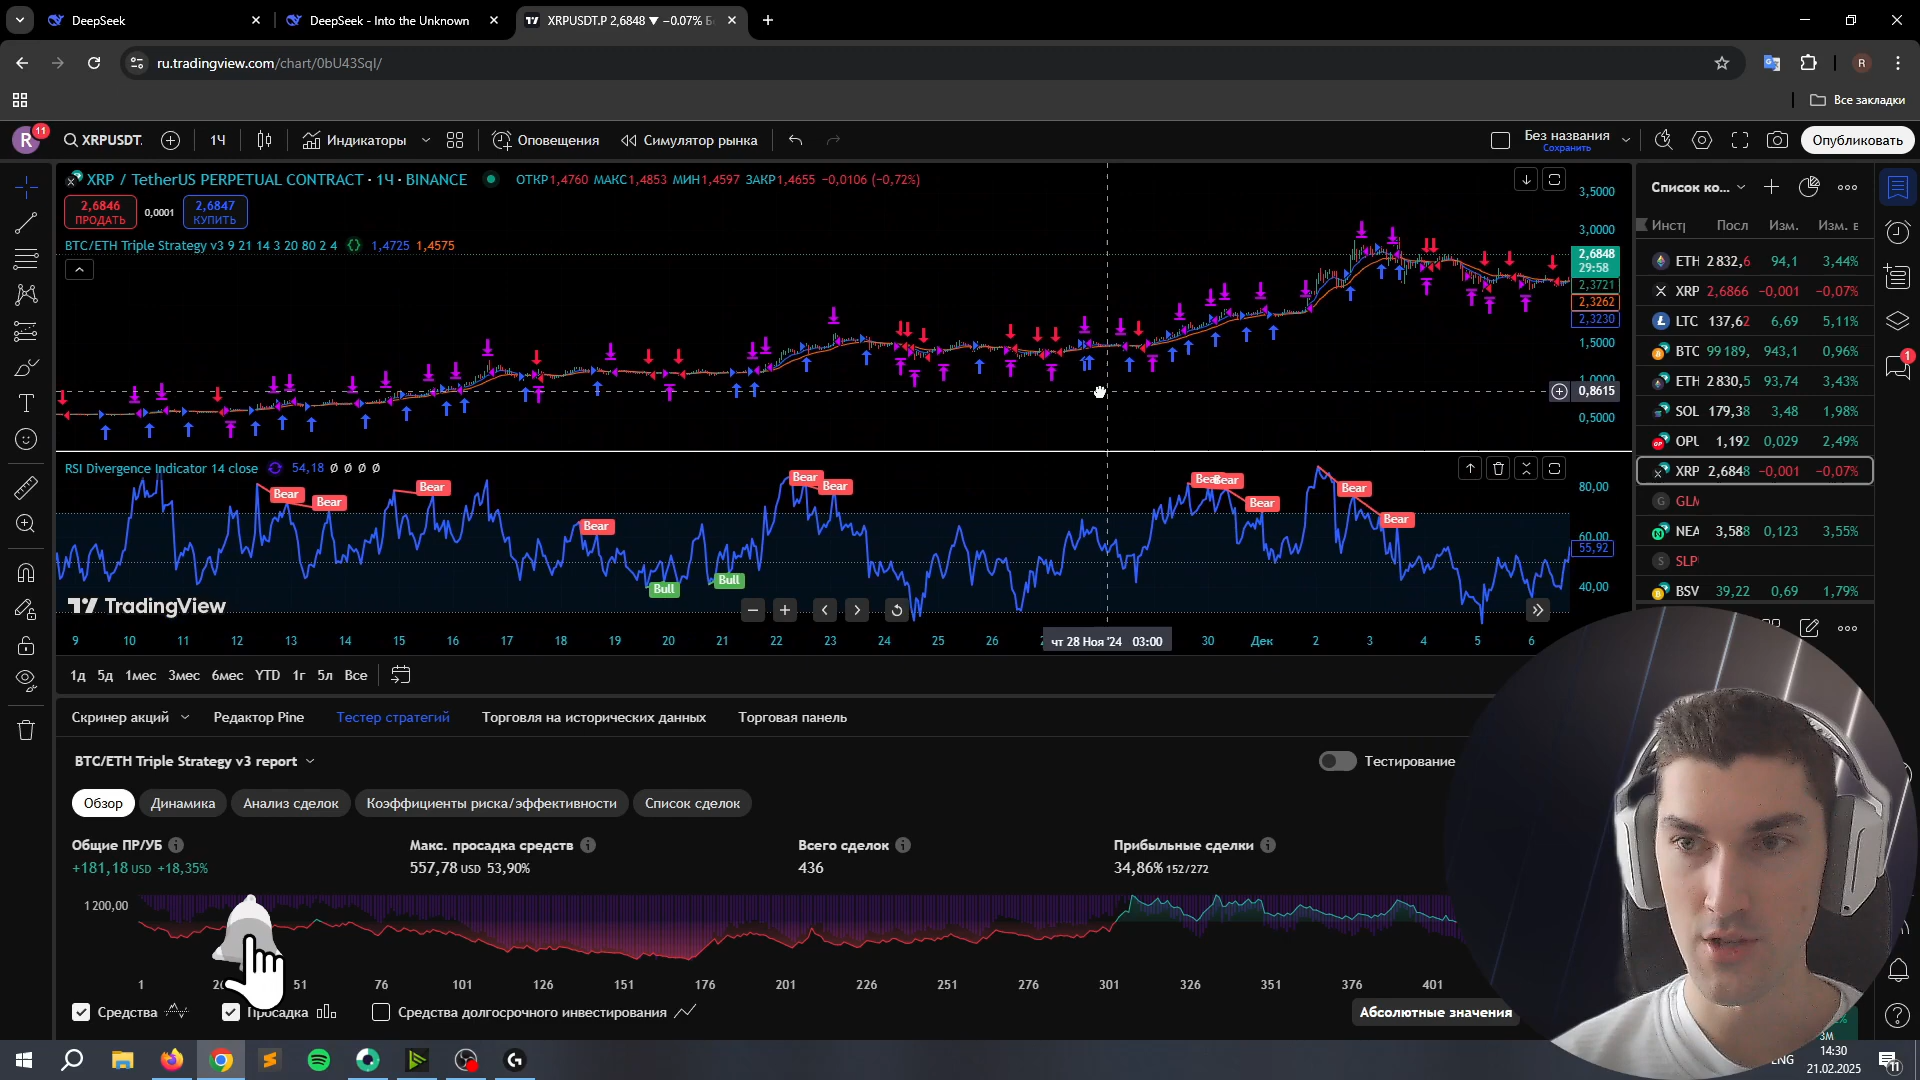 DeepSeek
DeepSeek - Into the Unknown
XRPUSDT.P 2,6848 ▼ −0.07% Бе
ru.tradingview.com/chart/0bU43SqI/
R
Все закладки
R
11
XRPUSDT.
1Ч
Индикаторы
Оповещения
Симулятор рынка
Без названия
Сохранить
Опубликовать
XRP / TetherUS PERPETUAL CONTRACT · 1Ч · BINANCE
ОТКР1,4760 МАКС1,4853 МИН1,4597 ЗАКР1,4655 −0,0106 (−0,72%)
2,6846
ПРОДАТЬ
0,0001
2,6847
КУПИТЬ
BTC/ETH Triple Strategy v3 9 21 14 3 20 80 2 4 1,4725 1,4575
3,5000
3,0000
2,6848
29:58
2,3721
2,3262
2,3230
1,5000
1,0000
0,8615
0,5000
RSI Divergence Indicator 14 close 54,18 Ø Ø Ø Ø
Bear
Bear
Bear
Bear
Bear
Bear
Bear
Bear
Bear
Bear
Bull
Bull
80,00
60,00
55,92
40,00
TradingView
9 10 11 12 13 14 15 16 17 18 19 20 21 22 23 24 25 26 чт 28 Ноя '24 03:00 30 Дек 2 3 4 5 6
1д 5д 1мес 3мес 6мес YTD 1г 5л Все
Список ко...
Посл Изм. Изм. в
ETH 2 832,6 94,1 3,44%
XRP 2,6866 −0,001 −0,07%
LTC 137,62 6,69 5,11%
BTC 99 189, 943,1 0,96%
ETH 2 830,5 93,74 3,43%
SOL 179,38 3,48 1,98%
OPU 1,192 0,029 2,49%
XRP 2,6848 −0,001 −0,07%
GLM
NEA 3,588 0,123 3,55%
SLP
BSV 39,22 0,69 1,79%
1
Скринер акций
Редактор Pine
Тестер стратегий
Торговля на исторических данных
Торговая панель
BTC/ETH Triple Strategy v3 report
Тестирование
Обзор
Динамика
Анализ сделок
Коэффициенты риска/эффективности
Список сделок
Общие ПР/УБ
+181,18 USD +18,35%
Макс. просадка средств
557,78 USD 53,90%
Всего сделок
436
Прибыльные сделки
34,86% 152/272
1 200,00
1 51 76 101 126 151 176 201 226 251 276 301 326 351 376 401
Средства
Просадка
Средства долгосрочного инвестирования
Абсолютные значения
3М
ENG
14:30
21.02.2025
11